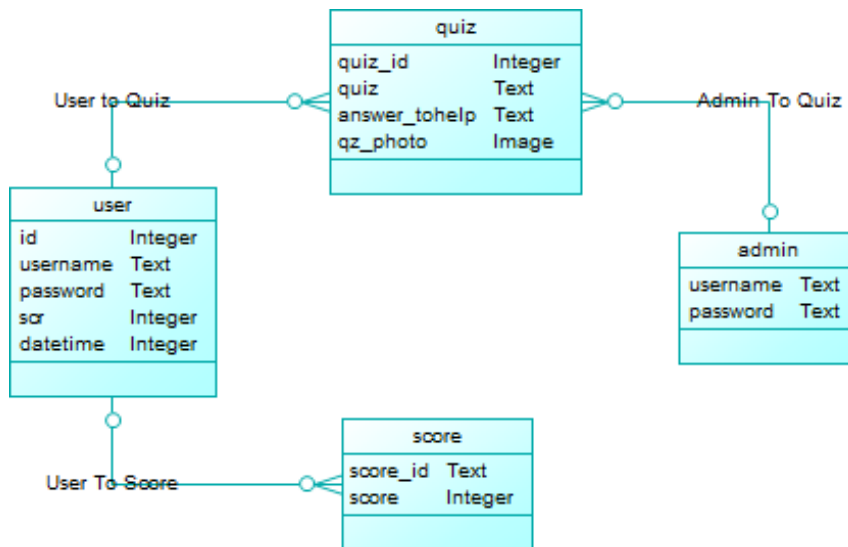 quiz
quiz_id Integer
quiz Text
answer_tohelp Text
qz_photo Image
User to Quiz
Admin To Quiz
user
id Integer
username Text
password Text
scr Integer
datetime Integer
admin
username Text
password Text
User To Score
score
score_id Text
score Integer